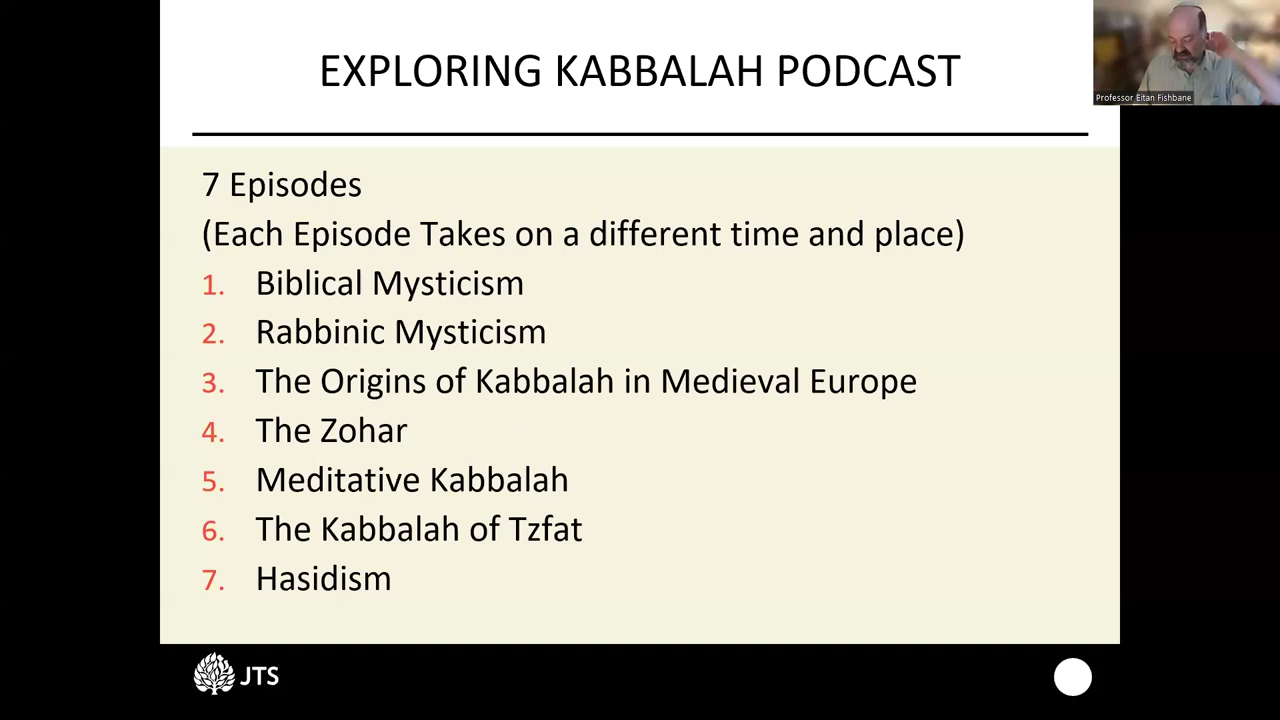 EXPLORING KABBALAH PODCAST
Professor Eitan Fishbane
7 Episodes
(Each Episode Takes on a different time and place)
1. Biblical Mysticism
2. Rabbinic Mysticism
3. The Origins of Kabbalah in Medieval Europe
4. The Zohar
5. Meditative Kabbalah
6. The Kabbalah of Tzfat
7. Hasidism
JTS